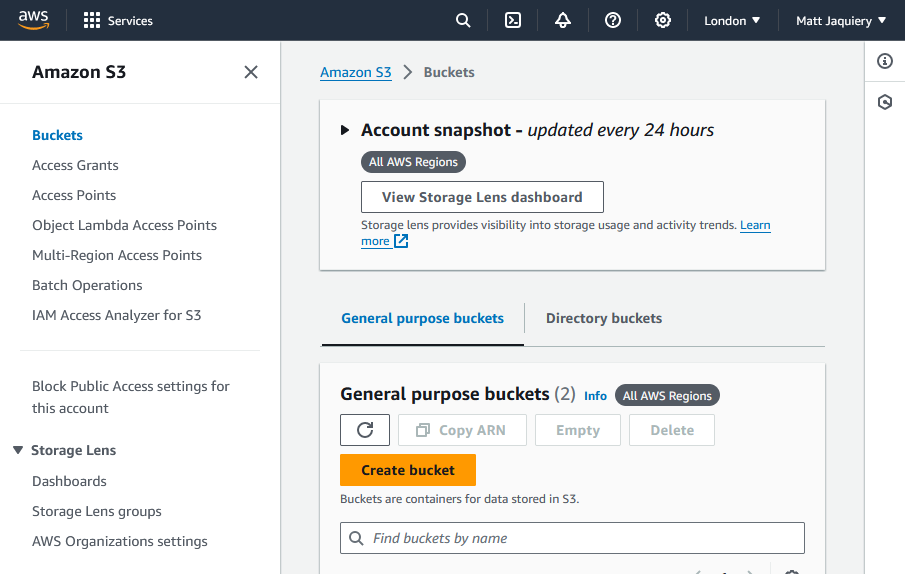 aws
Services
London
Matt Jaquiery
Amazon S3
Buckets
Access Grants
Access Points
Object Lambda Access Points
Multi-Region Access Points
Batch Operations
IAM Access Analyzer for S3
Block Public Access settings for
this account
Storage Lens
Dashboards
Storage Lens groups
AWS Organizations settings
Amazon S3 > Buckets
Account snapshot - updated every 24 hours
All AWS Regions
View Storage Lens dashboard
Storage lens provides visibility into storage usage and activity trends. Learn
more
General purpose buckets
Directory buckets
General purpose buckets (2) Info All AWS Regions
Copy ARN
Empty
Delete
Create bucket
Buckets are containers for data stored in S3.
Find buckets by name